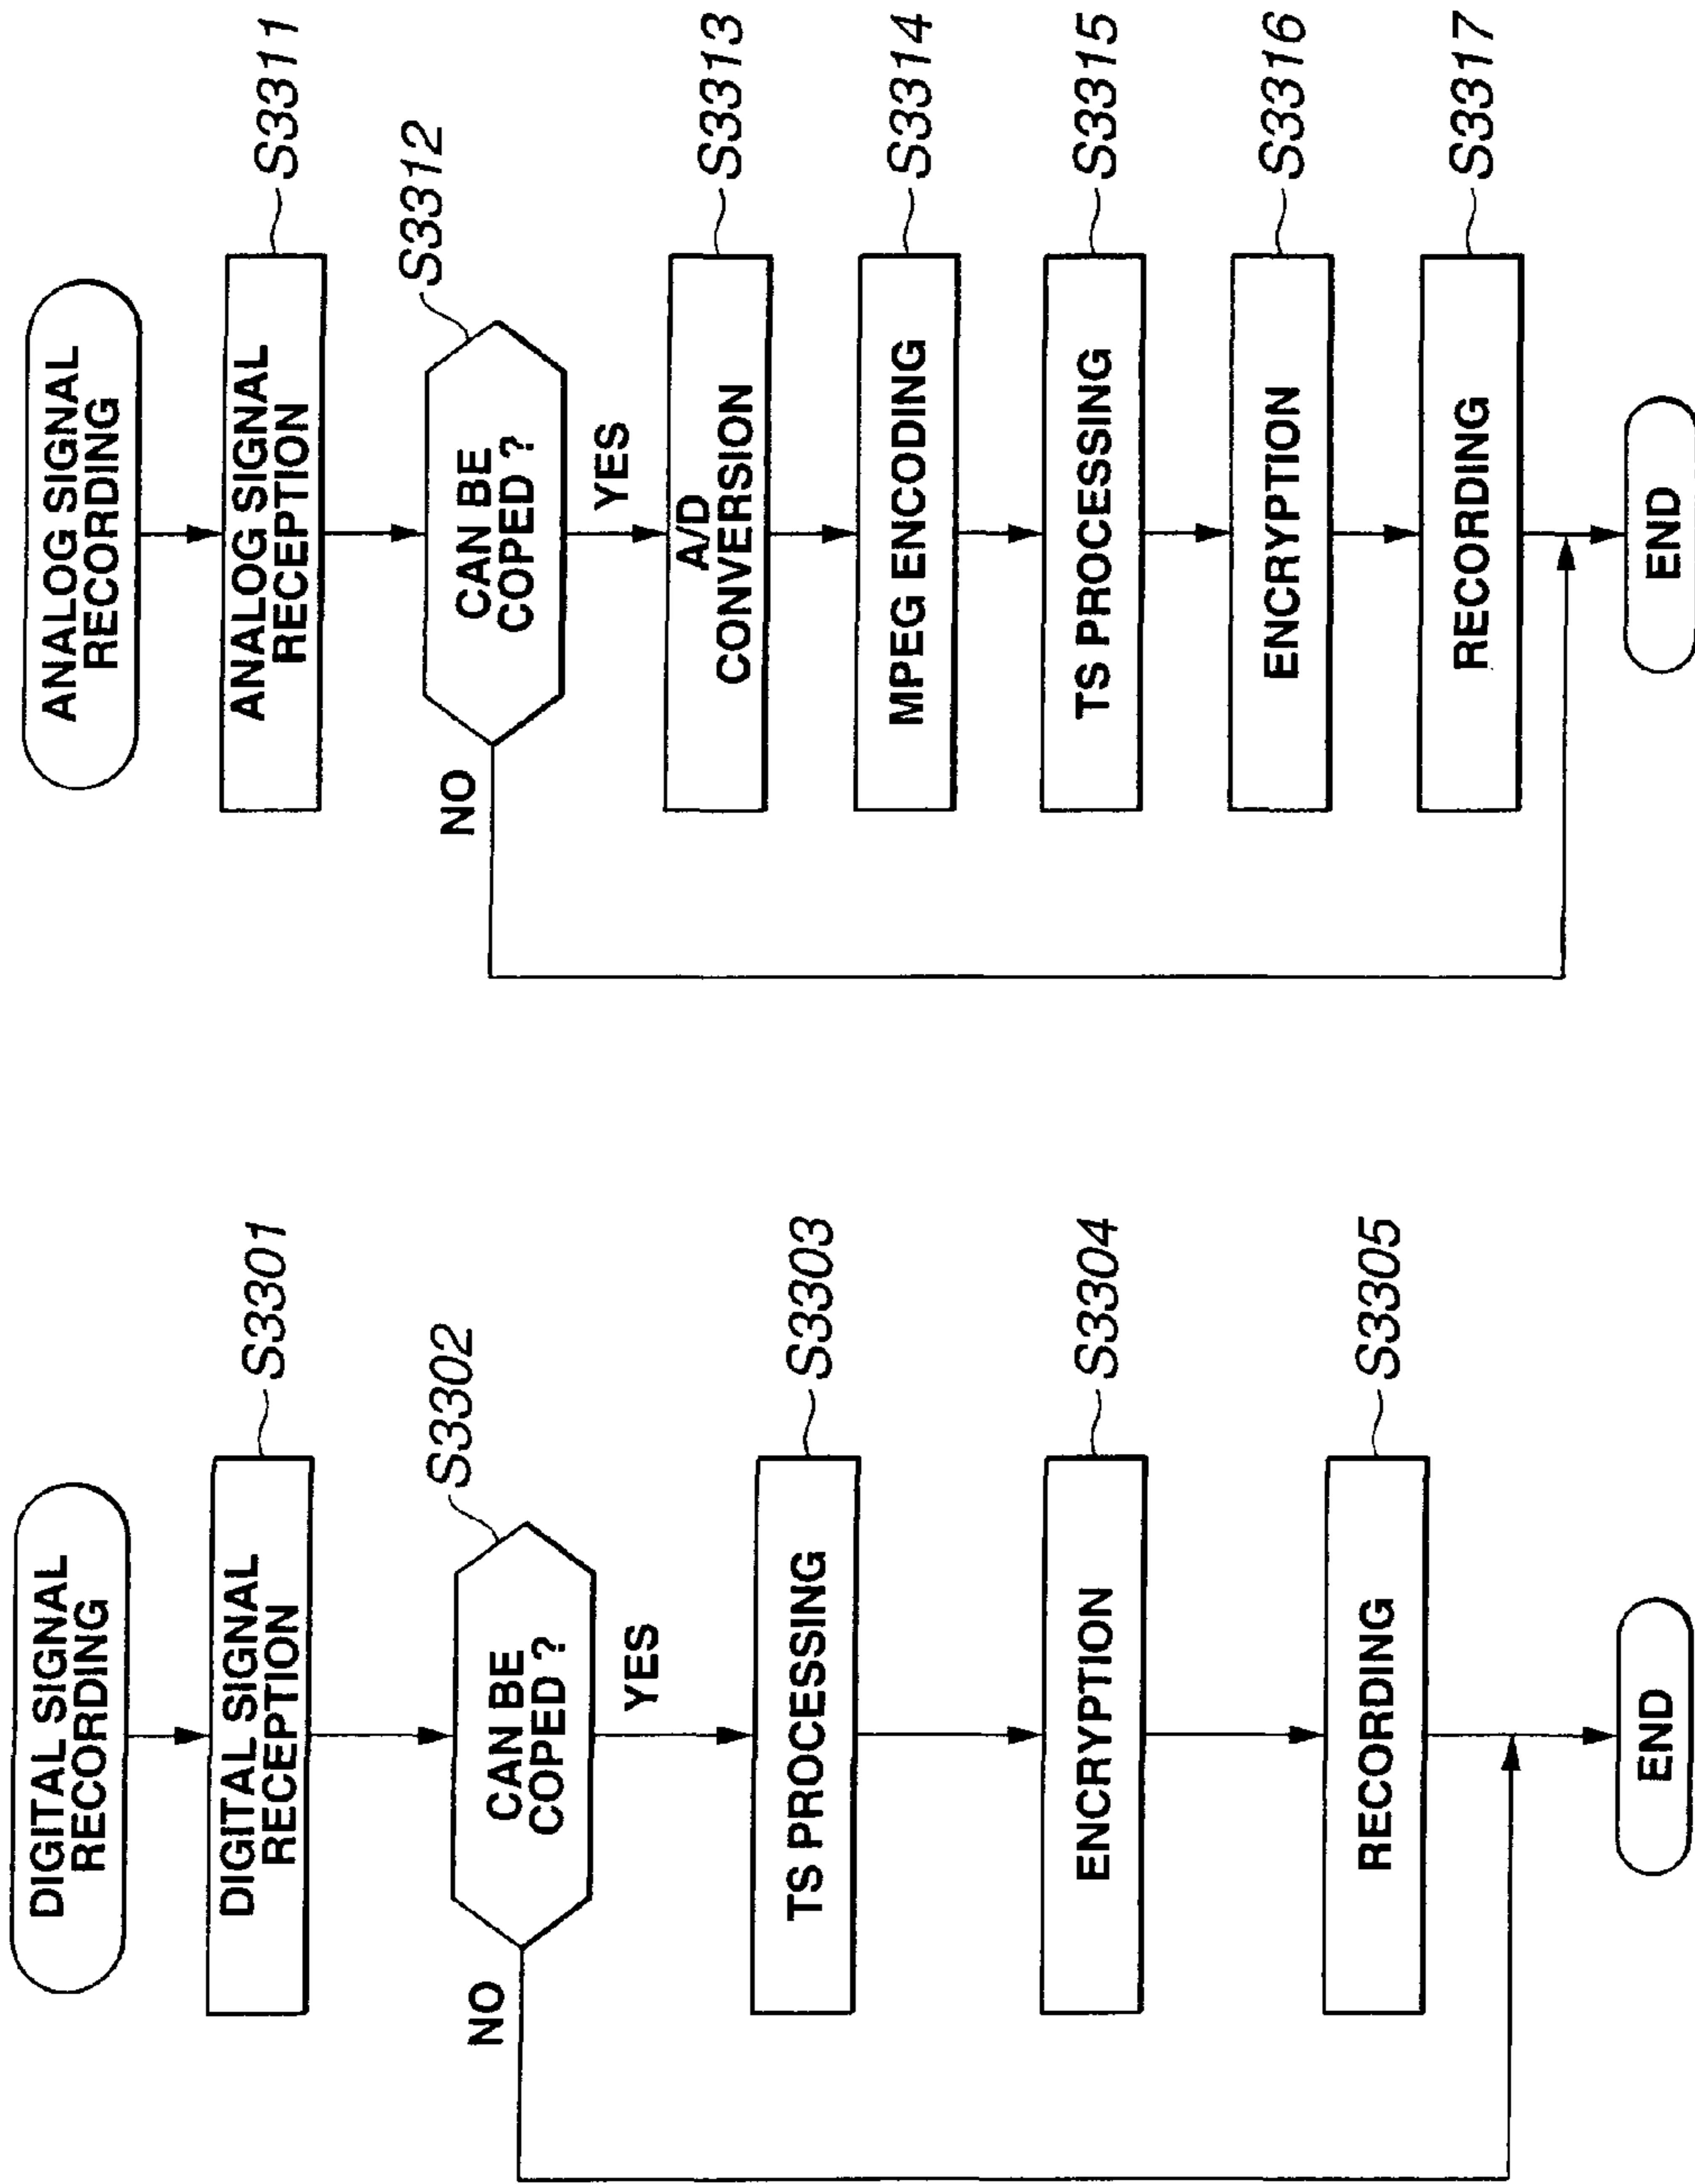 DIGITAL SIGNAL
RECORDING
DIGITAL SIGNAL
RECEPTION
S3301
CAN BE
COPED ?
S3302
NO
YES
TS PROCESSING
S3303
ENCRYPTION
S3304
RECORDING
S3305
END
ANALOG SIGNAL
RECORDING
ANALOG SIGNAL
RECEPTION
S3311
CAN BE
COPED ?
S3312
NO
YES
A/D
CONVERSION
S3313
MPEG ENCODING
S3314
TS PROCESSING
S3315
ENCRYPTION
S3316
RECORDING
S3317
END